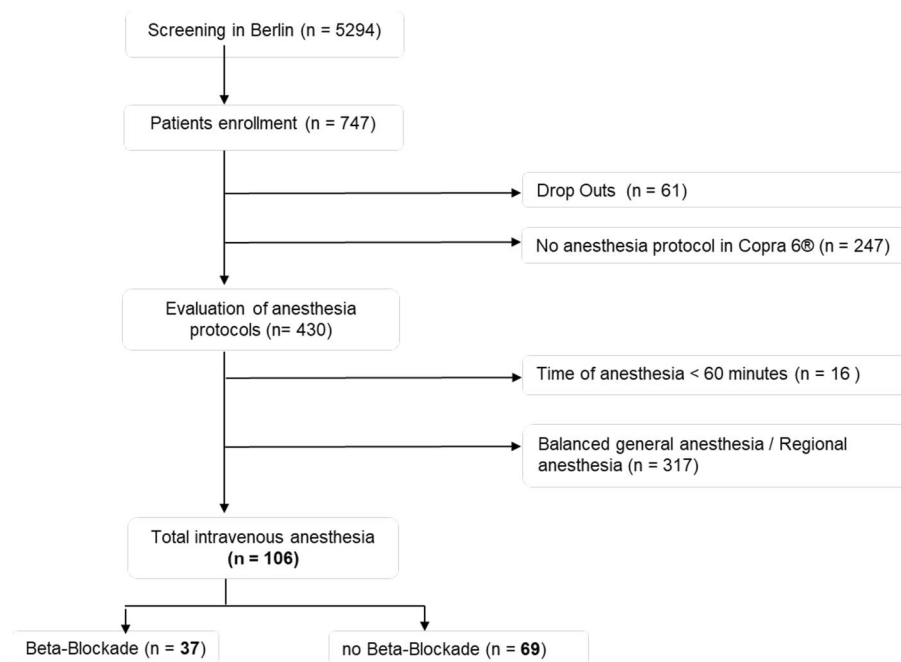 Screening in Berlin (n = 5294)
Patients enrollment (n = 747)
Drop Outs (n = 61)
No anesthesia protocol in Copra 6® (n = 247)
Evaluation of anesthesia
protocols (n= 430)
Time of anesthesia < 60 minutes (n = 16 )
Balanced general anesthesia / Regional
anesthesia (n = 317)
Total intravenous anesthesia
(n = 106)
Beta-Blockade (n = 37)
no Beta-Blockade (n = 69)